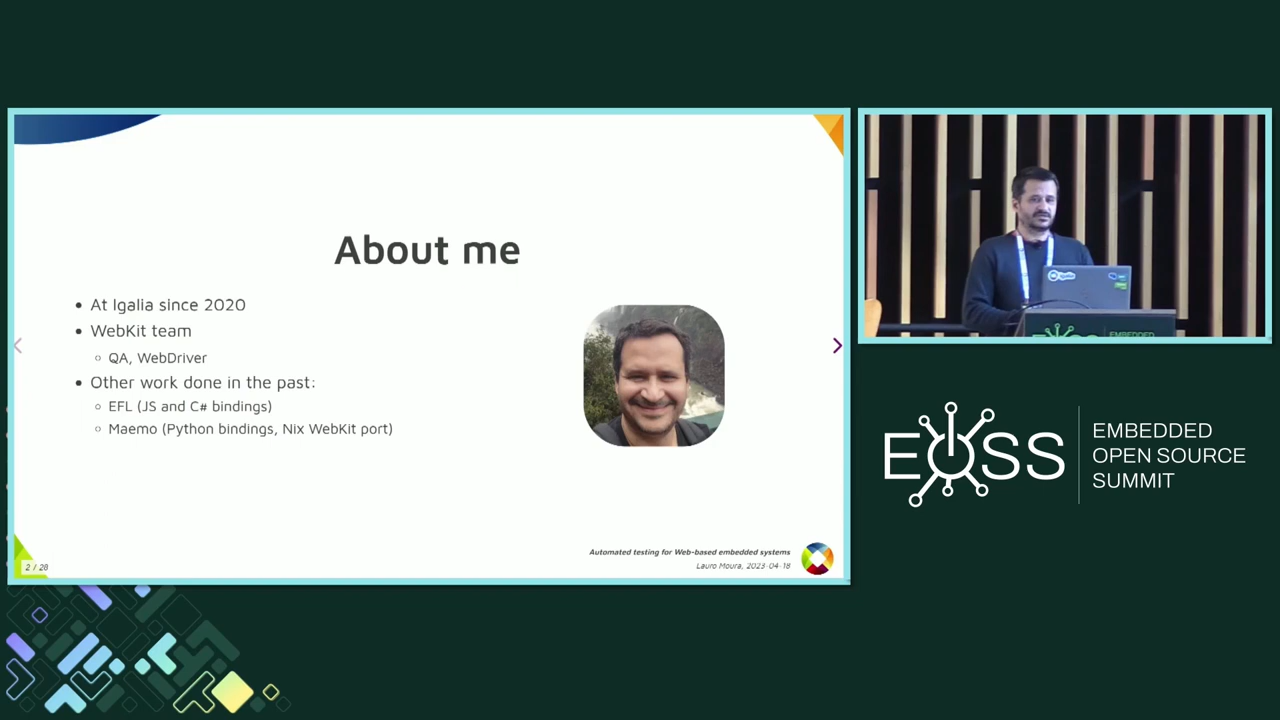 About me
At Igalia since 2020
WebKit team
QA, WebDriver
Other work done in the past:
EFL (JS and C# bindings)
Maemo (Python bindings, Nix WebKit port)
Automated testing for Web-based embedded systems
Lauro Moura, 2023-04-18
2 / 28
igalia
EMBEDDED
EOSS
EMBEDDED
OPEN SOURCE
SUMMIT